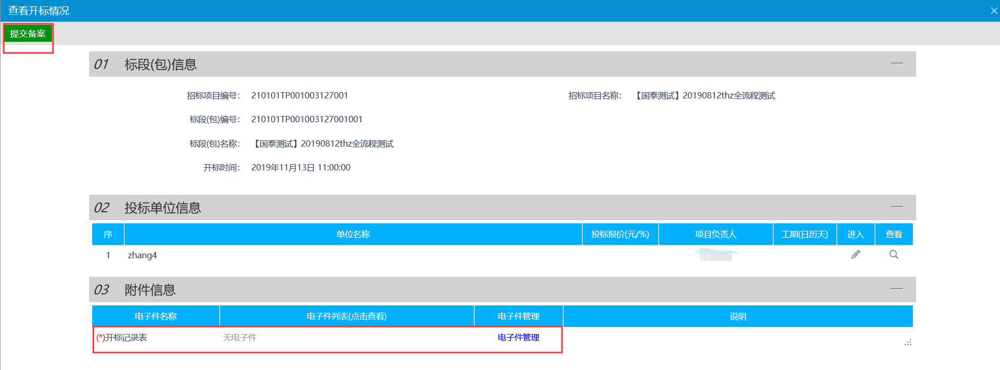 查看开标情况
提交备案
01 标段(包)信息
招标项目编号： 210101TP001003127001 招标项目名称： 【国泰测试】20190812thz全流程测试
标段(包)编号： 210101TP001003127001001
标段(包)名称： 【国泰测试】20190812thz全流程测试
开标时间： 2019年11月13日 11:00:00
02 投标单位信息
序 单位名称 投标报价(元/%) 项目负责人 工期(日历天) 进入 查看
1 zhang4
03 附件信息
电子件名称 电子件列表(点击查看) 电子件管理 说明
(*)开标记录表 无电子件 电子件管理